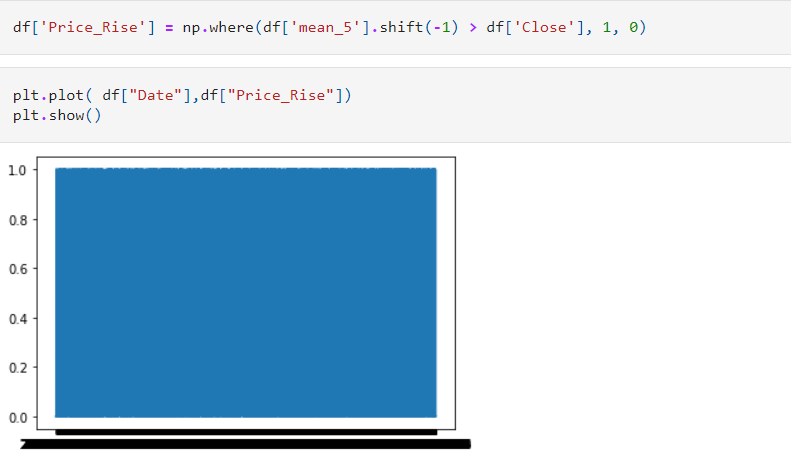 df['Price_Rise'] = np.where(df['mean_5'].shift(-1) > df['Close'], 1, 0)
plt.plot( df["Date"],df["Price_Rise"])
plt.show()
1.0
0.8
0.6
0.4
0.2
0.0